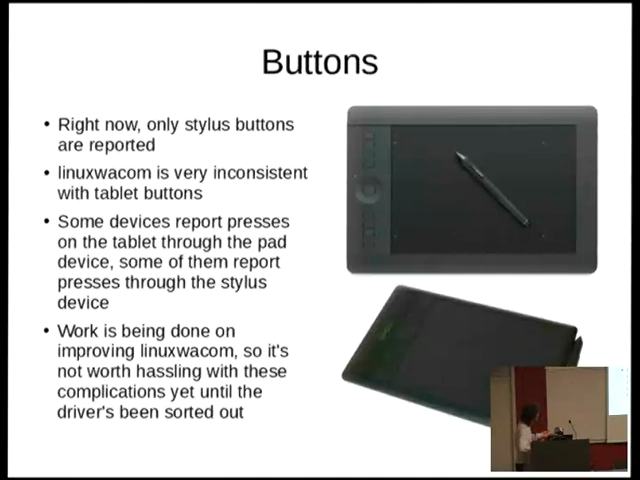 Buttons
• Right now, only stylus buttons
are reported
• linuxwacom is very inconsistent
with tablet buttons
• Some devices report presses
on the tablet through the pad
device, some of them report
presses through the stylus
device
• Work is being done on
improving linuxwacom, so it's
not worth hassling with these
complications yet until the
driver's been sorted out